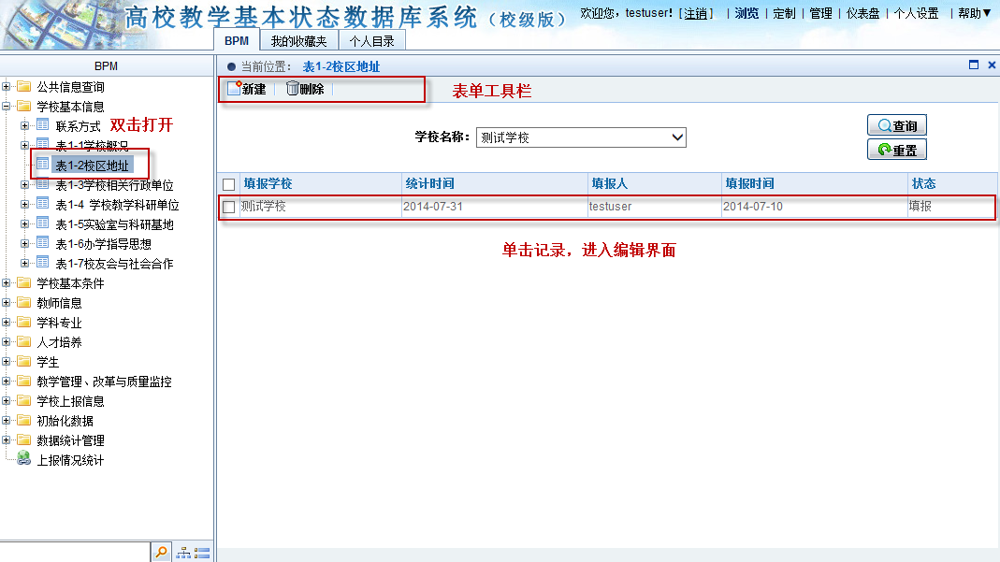 高校教学基本状态数据库系统（校级版）
欢迎您，testuser! [注销] | 浏览 | 定制 | 管理 | 仪表盘 | 个人设置 | 帮助▼
BPM 我的收藏夹 个人目录
BPM
公共信息查询
学校基本信息
联系方式 双击打开
表1-1学校概况
表1-2校区地址
表1-3学校相关行政单位
表1-4 学校教学科研单位
表1-5实验室与科研基地
表1-6办学指导思想
表1-7校友会与社会合作
学校基本条件
教师信息
学科专业
人才培养
学生
教学管理、改革与质量监控
学校上报信息
初始化数据
数据统计管理
上报情况统计
当前位置： 表1-2校区地址
新建 删除 表单工具栏
学校名称： 测试学校 查询
重置
填报学校 统计时间 填报人 填报时间 状态
测试学校 2014-07-31 testuser 2014-07-10 填报
单击记录，进入编辑界面